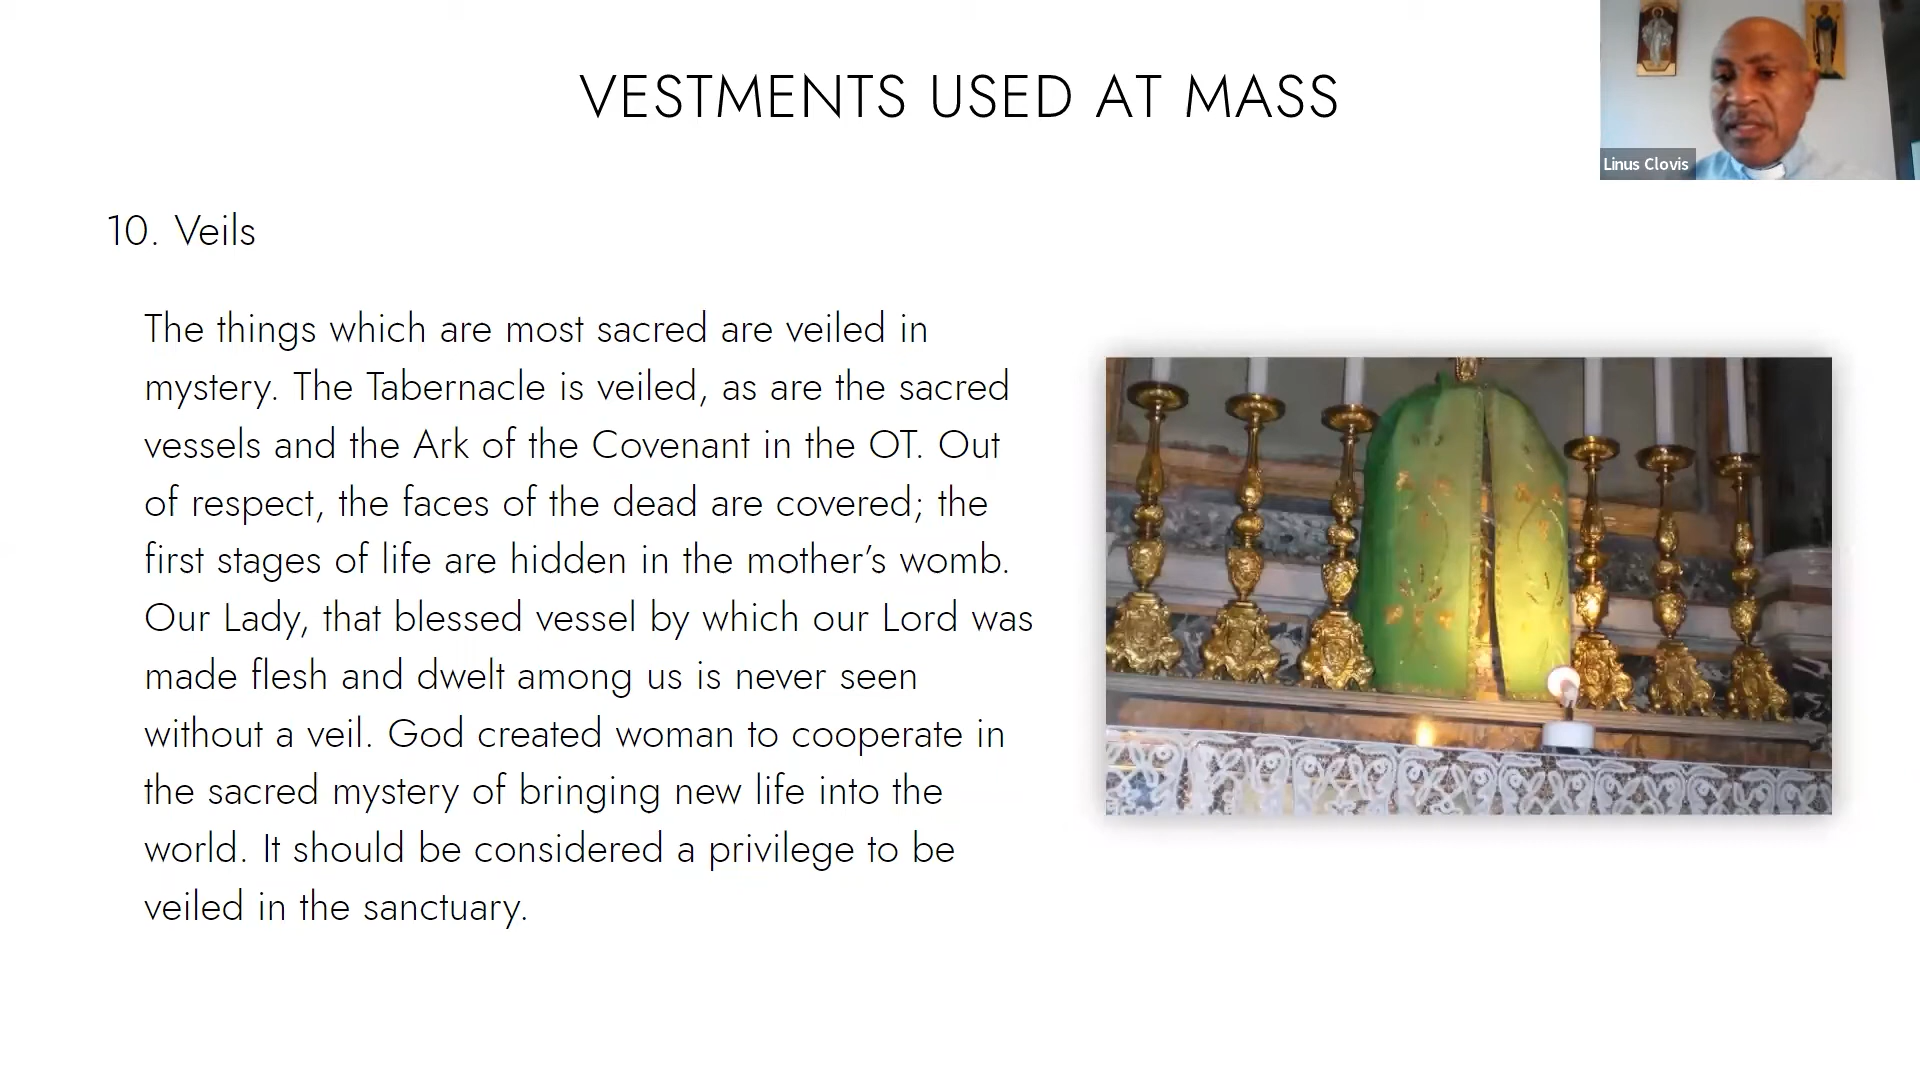 VESTMENTS USED AT MASS
Linus Clovis
10. Veils
The things which are most sacred are veiled in
mystery. The Tabernacle is veiled, as are the sacred
vessels and the Ark of the Covenant in the OT. Out
of respect, the faces of the dead are covered; the
first stages of life are hidden in the mother’s womb.
Our Lady, that blessed vessel by which our Lord was
made flesh and dwelt among us is never seen
without a veil. God created woman to cooperate in
the sacred mystery of bringing new life into the
world. It should be considered a privilege to be
veiled in the sanctuary.